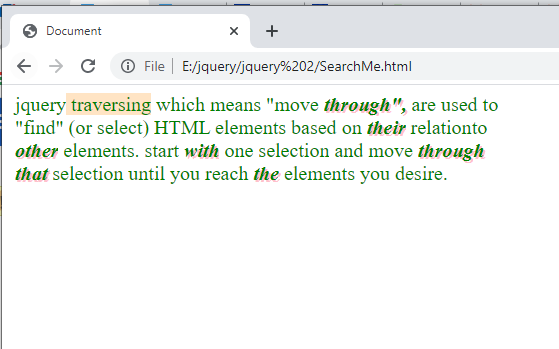 Document
File E:/jquery/jquery%202/SearchMe.html
jquery traversing which means "move through", are used to
"find" (or select) HTML elements based on their relationto
other elements. start with one selection and move through
that selection until you reach the elements you desire.